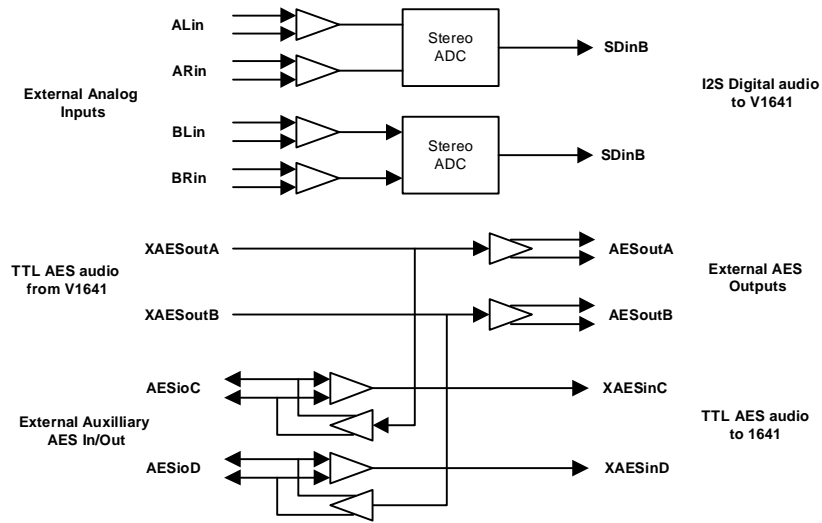 ALin
Stereo
ADC
SDinB
ARin
External Analog
Inputs
I2S Digital audio
to V1641
BLin
Stereo
ADC
SDinB
BRin
XAESoutA
AESoutA
TTL AES audio
from V1641
External AES
Outputs
XAESoutB
AESoutB
AESioC
XAESinC
External Auxilliary
AES In/Out
TTL AES audio
to 1641
AESioD
XAESinD